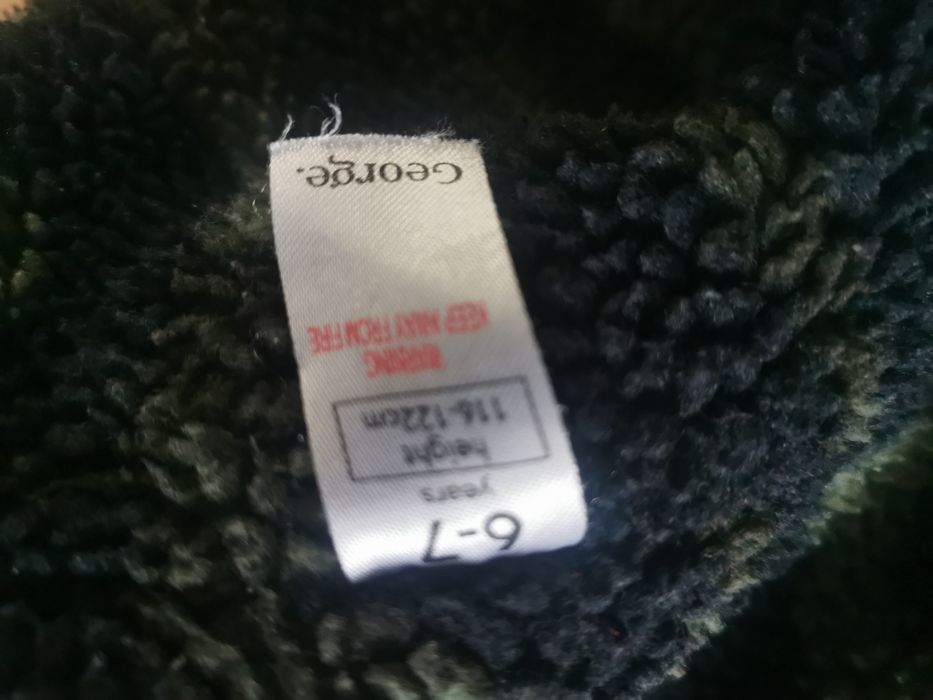 6-7
years
height
116-122cm
WARNING
KEEP AWAY FROM FIRE
George.